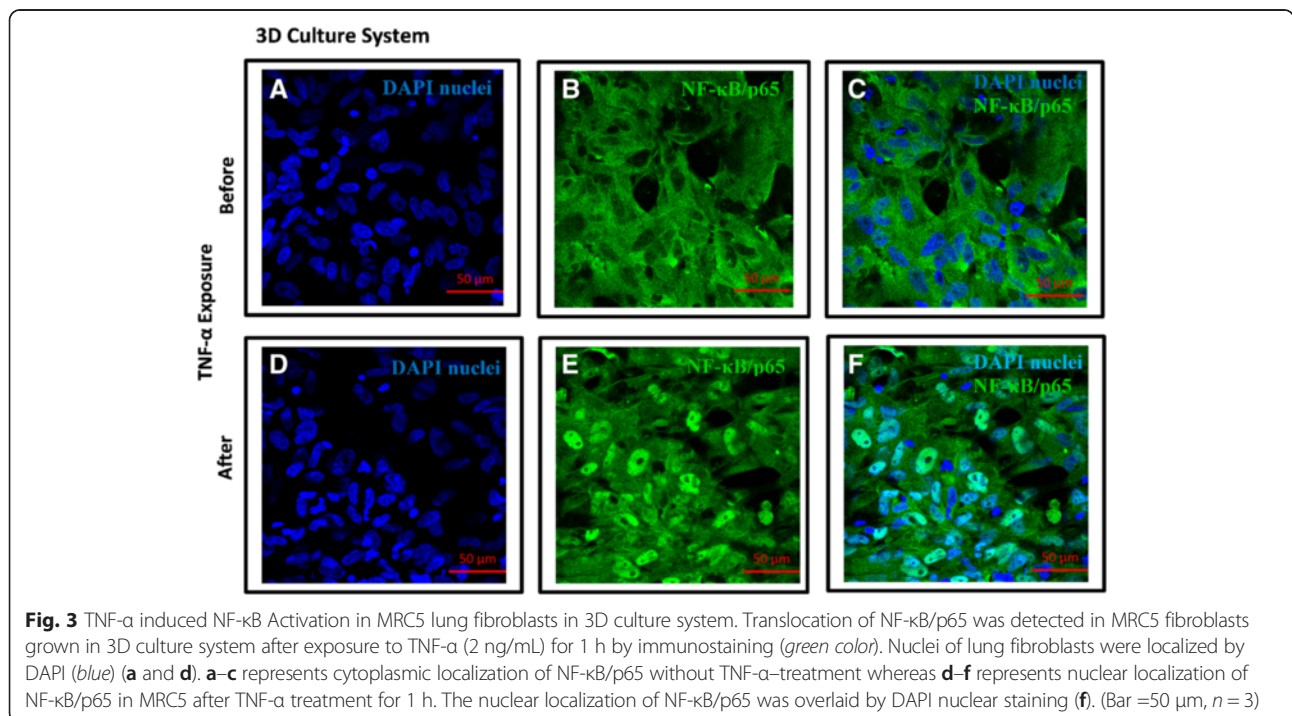 3D Culture System
TNF-α Exposure
Before
A
DAPI nuclei
50 µm
B
NF-κB/p65
50 µm
C
DAPI nuclei
NF-κB/p65
50 µm
After
D
DAPI nuclei
50 µm
E
NF-κB/p65
50 µm
F
DAPI nuclei
NF-κB/p65
50 µm
Fig. 3 TNF-α induced NF-κB Activation in MRC5 lung fibroblasts in 3D culture system. Translocation of NF-κB/p65 was detected in MRC5 fibroblasts
grown in 3D culture system after exposure to TNF-α (2 ng/mL) for 1 h by immunostaining (green color). Nuclei of lung fibroblasts were localized by
DAPI (blue) (a and d). a–c represents cytoplasmic localization of NF-κB/p65 without TNF-α–treatment whereas d–f represents nuclear localization of
NF-κB/p65 in MRC5 after TNF-α treatment for 1 h. The nuclear localization of NF-κB/p65 was overlaid by DAPI nuclear staining (f). (Bar =50 µm, n = 3)